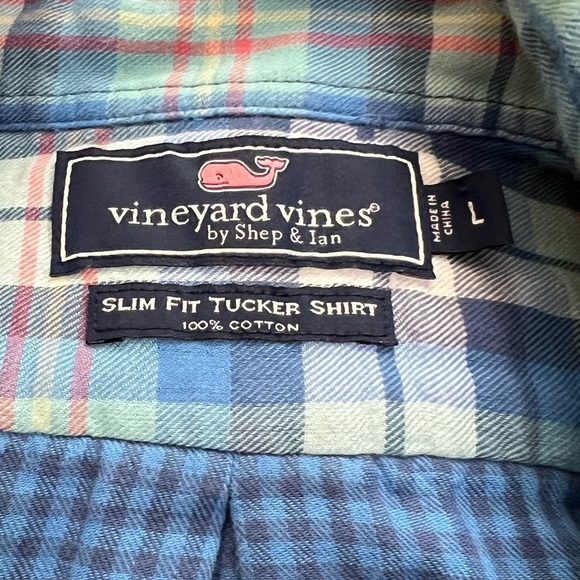 vineyard vines®
by Shep & Ian
MADE IN
CHINA
L
SLIM FIT TUCKER SHIRT
100% COTTON